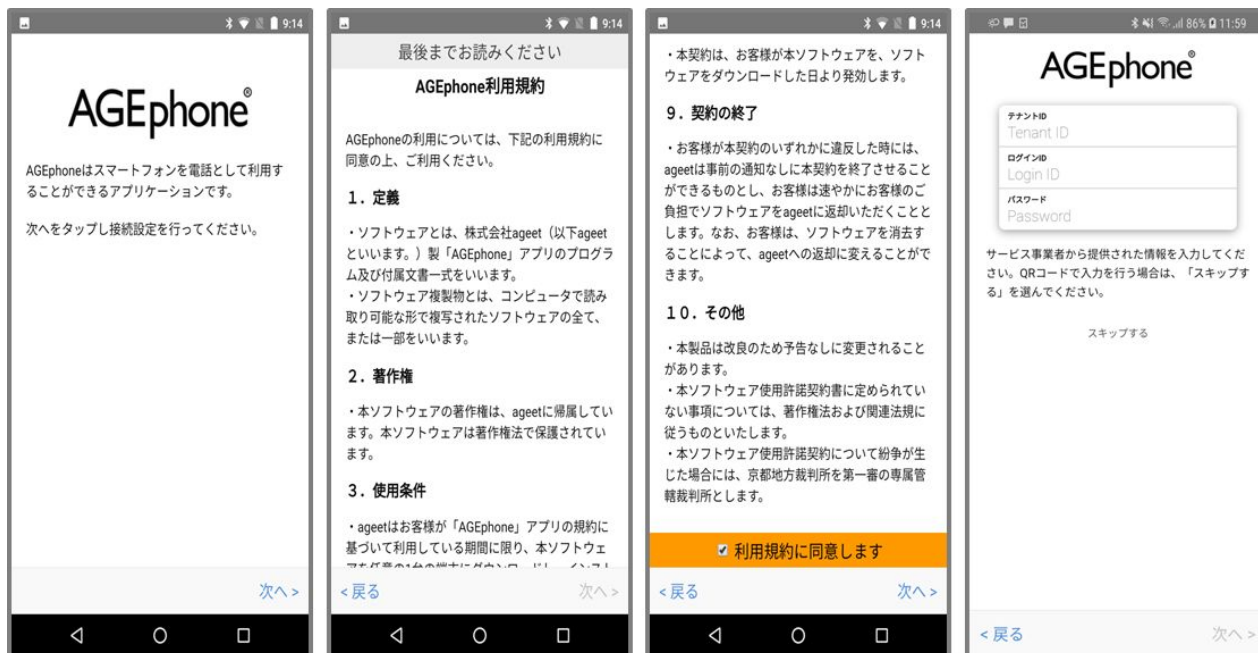 9:14
AGEphone®
AGEphoneはスマートフォンを電話として利用す
ることができるアプリケーションです。
次へをタップし接続設定を行ってください。
次へ >
9:14
最後までお読みください
AGEphone利用規約
AGEphoneの利用については、下記の利用規約に
同意の上、ご利用ください。
１．定義
・ソフトウェアとは、株式会社ageet（以下ageet
といいます。）製「AGEphone」アプリのプログラ
ム及び付属文書一式をいいます。
・ソフトウェア複製物とは、コンピュータで読み
取り可能な形で複写されたソフトウェアの全て、
または一部をいいます。
２．著作権
・本ソフトウェアの著作権は、ageetに帰属してい
ます。本ソフトウェアは著作権法で保護されてい
ます。
３．使用条件
・ageetはお客様が「AGEphone」アプリの規約に
基づいて利用している期間に限り、本ソフトウェ
< 戻る
次へ >
9:14
・本契約は、お客様が本ソフトウェアを、ソフト
ウェアをダウンロードした日より発効します。
９．契約の終了
・お客様が本契約のいずれかに違反した時には、
ageetは事前の通知なしに本契約を終了させること
ができるものとし、お客様は速やかにお客様のご
負担でソフトウェアをageetに返却いただくことと
します。なお、お客様は、ソフトウェアを消去す
ることによって、ageetへの返却に変えることがで
きます。
１０．その他
・本製品は改良のため予告なしに変更されること
があります。
・本ソフトウェア使用許諾契約書に定められてい
ない事項については、著作権法および関連法規に
従うものといたします。
・本ソフトウェア使用許諾契約について紛争が生
じた場合には、京都地方裁判所を第一審の専属管
轄裁判所とします。
利用規約に同意します
< 戻る
次へ >
86% 11:59
AGEphone®
テナントID
Tenant ID
ログインID
Login ID
パスワード
Password
サービス事業者から提供された情報を入力してくだ
さい。QRコードで入力を行う場合は、「スキップす
る」を選んでください。
スキップする
< 戻る
次へ >